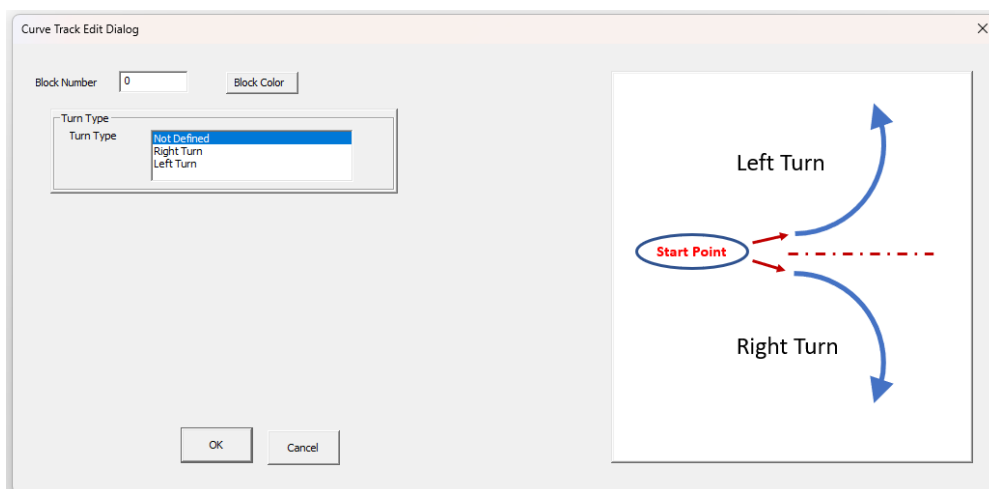 Curve Track Edit Dialog
Block Number 0 Block Color
Turn Type
Turn Type
Not Defined
Right Turn
Left Turn
OK
Cancel
Left Turn
Start Point
Right Turn